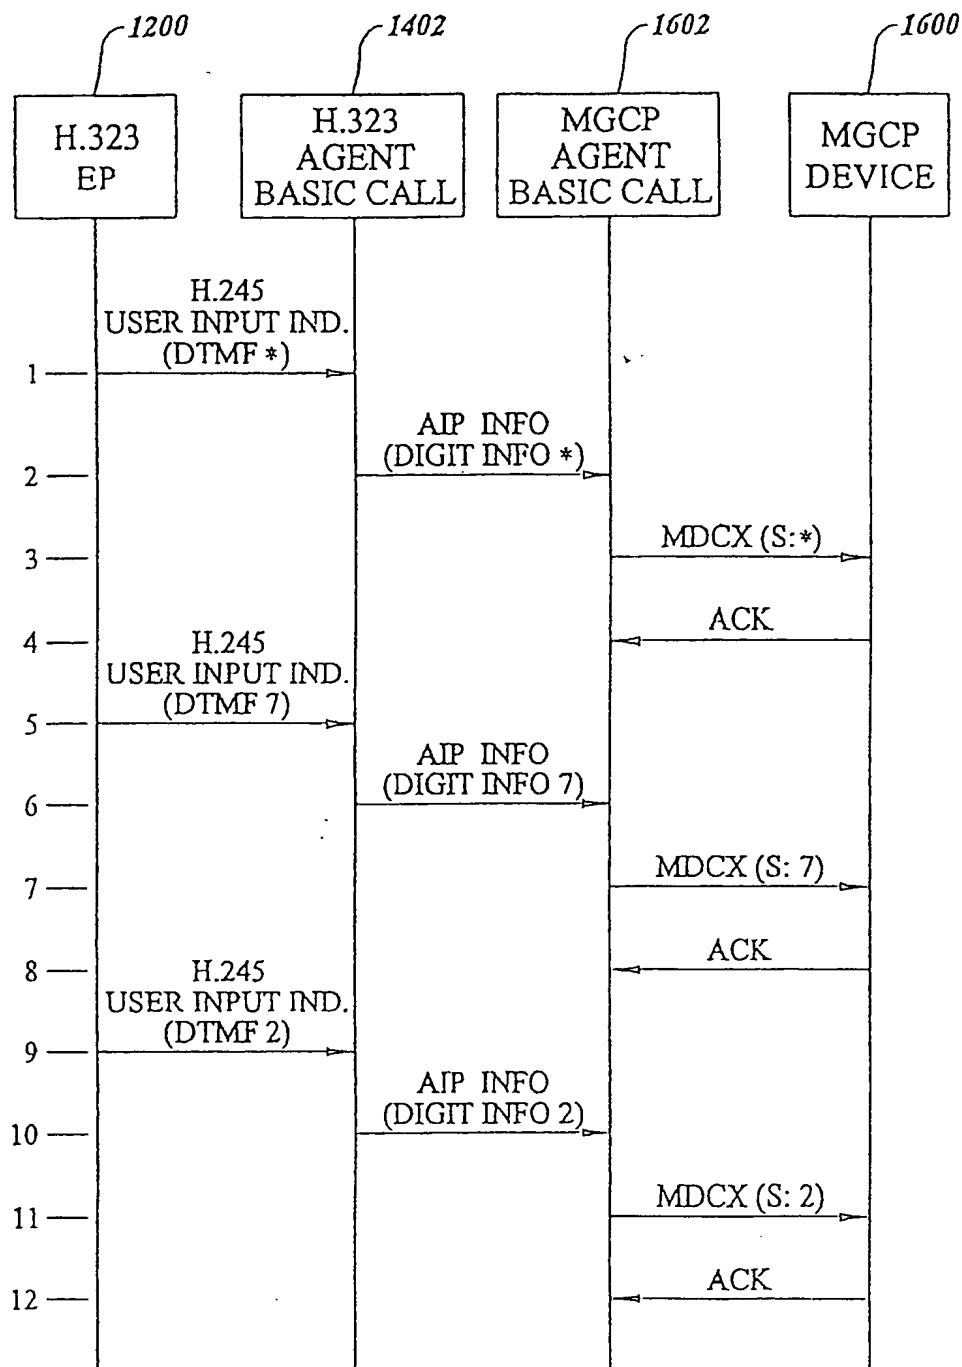 1200
1402
1602
1600
H.323
EP
H.323
AGENT
BASIC CALL
MGCP
AGENT
BASIC CALL
MGCP
DEVICE
H.245
USER INPUT IND.
(DTMF *)
1
AIP INFO
(DIGIT INFO *)
2
MDCX (S:*)
3
ACK
4
H.245
USER INPUT IND.
(DTMF 7)
5
AIP INFO
(DIGIT INFO 7)
6
MDCX (S: 7)
7
ACK
8
H.245
USER INPUT IND.
(DTMF 2)
9
AIP INFO
(DIGIT INFO 2)
10
MDCX (S: 2)
11
ACK
12